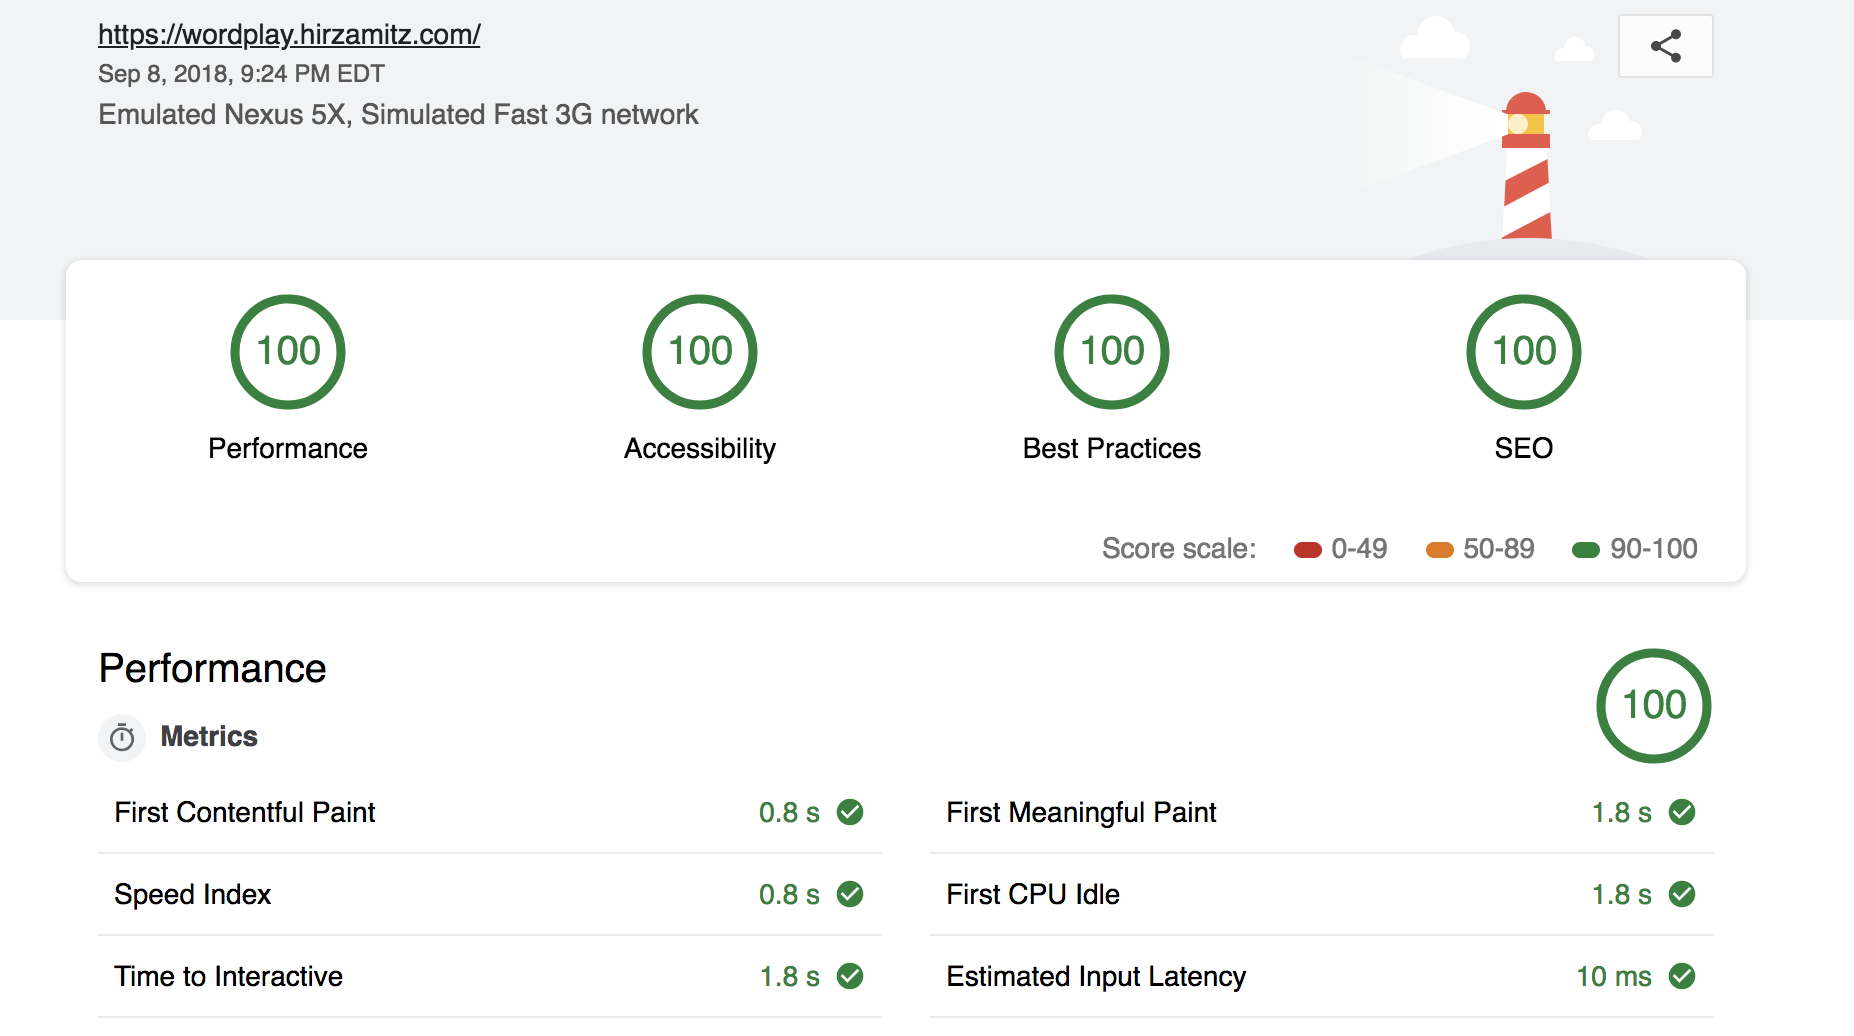 https://wordplay.hirzamitz.com/
Sep 8, 2018, 9:24 PM EDT
Emulated Nexus 5X, Simulated Fast 3G network
100 100 100 100
Performance Accessibility Best Practices SEO
Score scale: 0-49 50-89 90-100
Performance
100
Metrics
First Contentful Paint 0.8 s First Meaningful Paint 1.8 s
Speed Index 0.8 s First CPU Idle 1.8 s
Time to Interactive 1.8 s Estimated Input Latency 10 ms